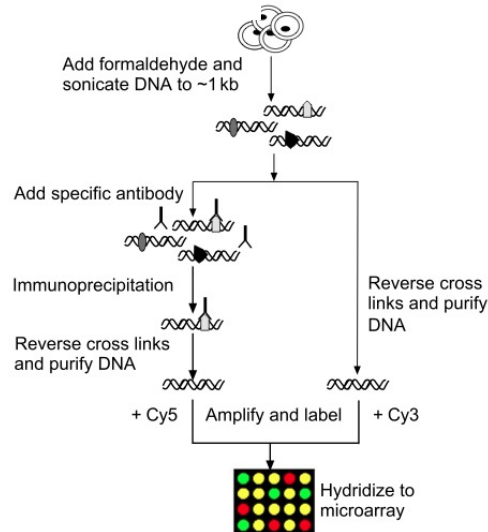 Add formaldehyde and
sonicate DNA to ~1 kb
Add specific antibody
Immunoprecipitation
Reverse cross links
and purify DNA
Reverse cross
links and purify
DNA
+ Cy5
Amplify and label
+ Cy3
Hydridize to
microarray